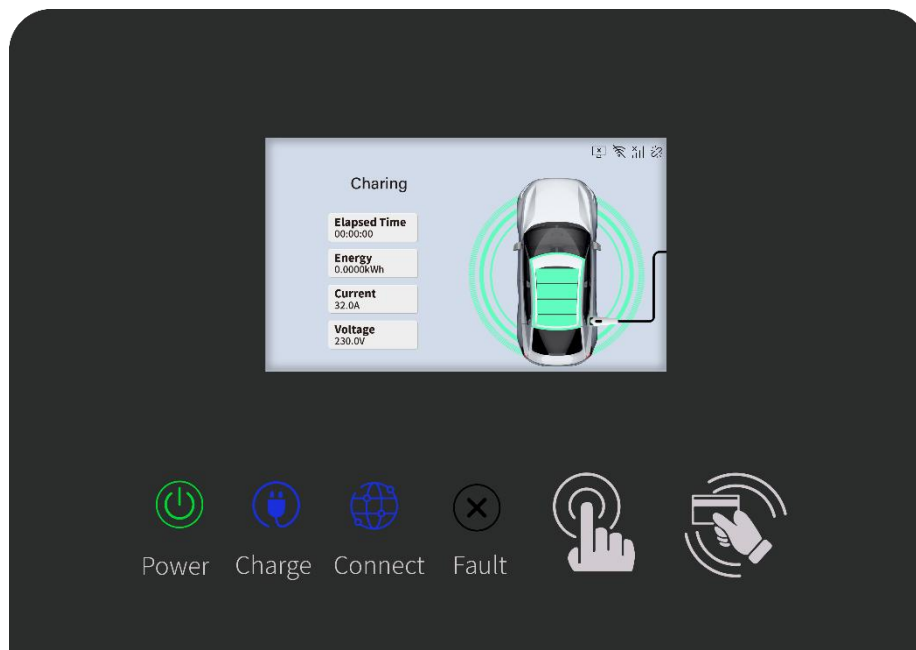 Charing
Elapsed Time
00:00:00
Energy
0.0000kWh
Current
32.0A
Voltage
230.0V
Power Charge Connect Fault